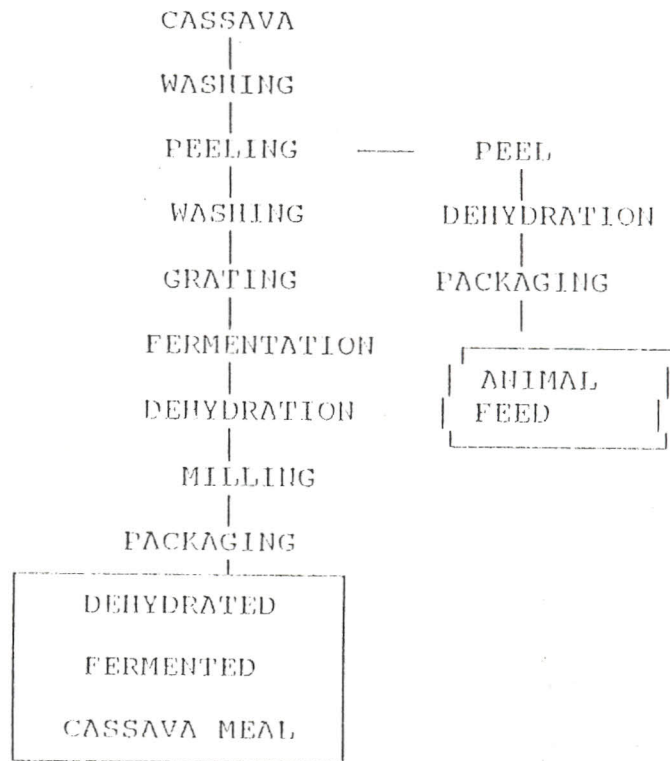 CASSAVA
WASHING
PEELING PEEL
WASHING DEHYDRATION
GRATING PACKAGING
FERMENTATION
ANIMAL
DEHYDRATION FEED
MILLING
PACKAGING
DEHYDRATED
FERMENTED
CASSAVA MEAL